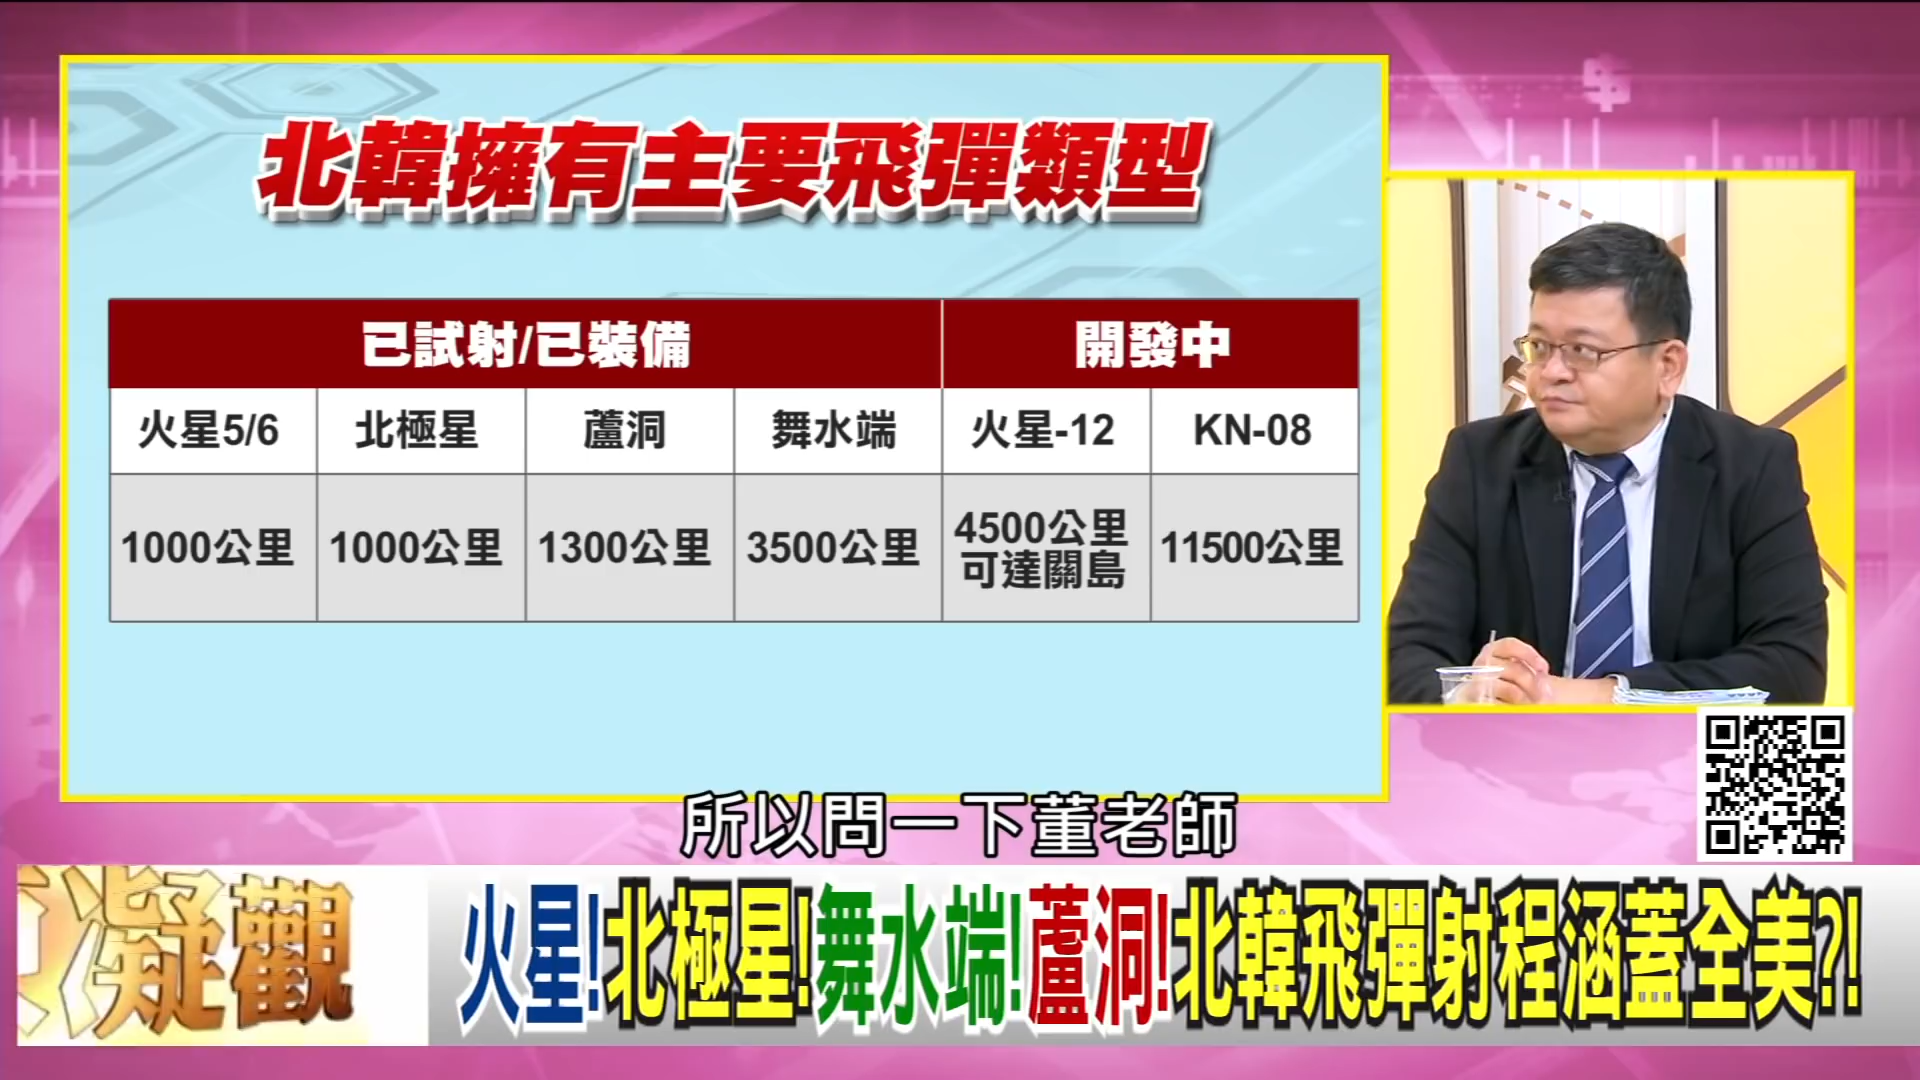 北韓擁有主要飛彈類型
已試射/已裝備 開發中
火星5/6 北極星 蘆洞 舞水端 火星-12 KN-08
1000公里 1000公里 1300公里 3500公里 4500公里 11500公里
可達關島
所以問一下董老師
凝觀
火星!北極星!舞水端!蘆洞!北韓飛彈射程涵蓋全美?!